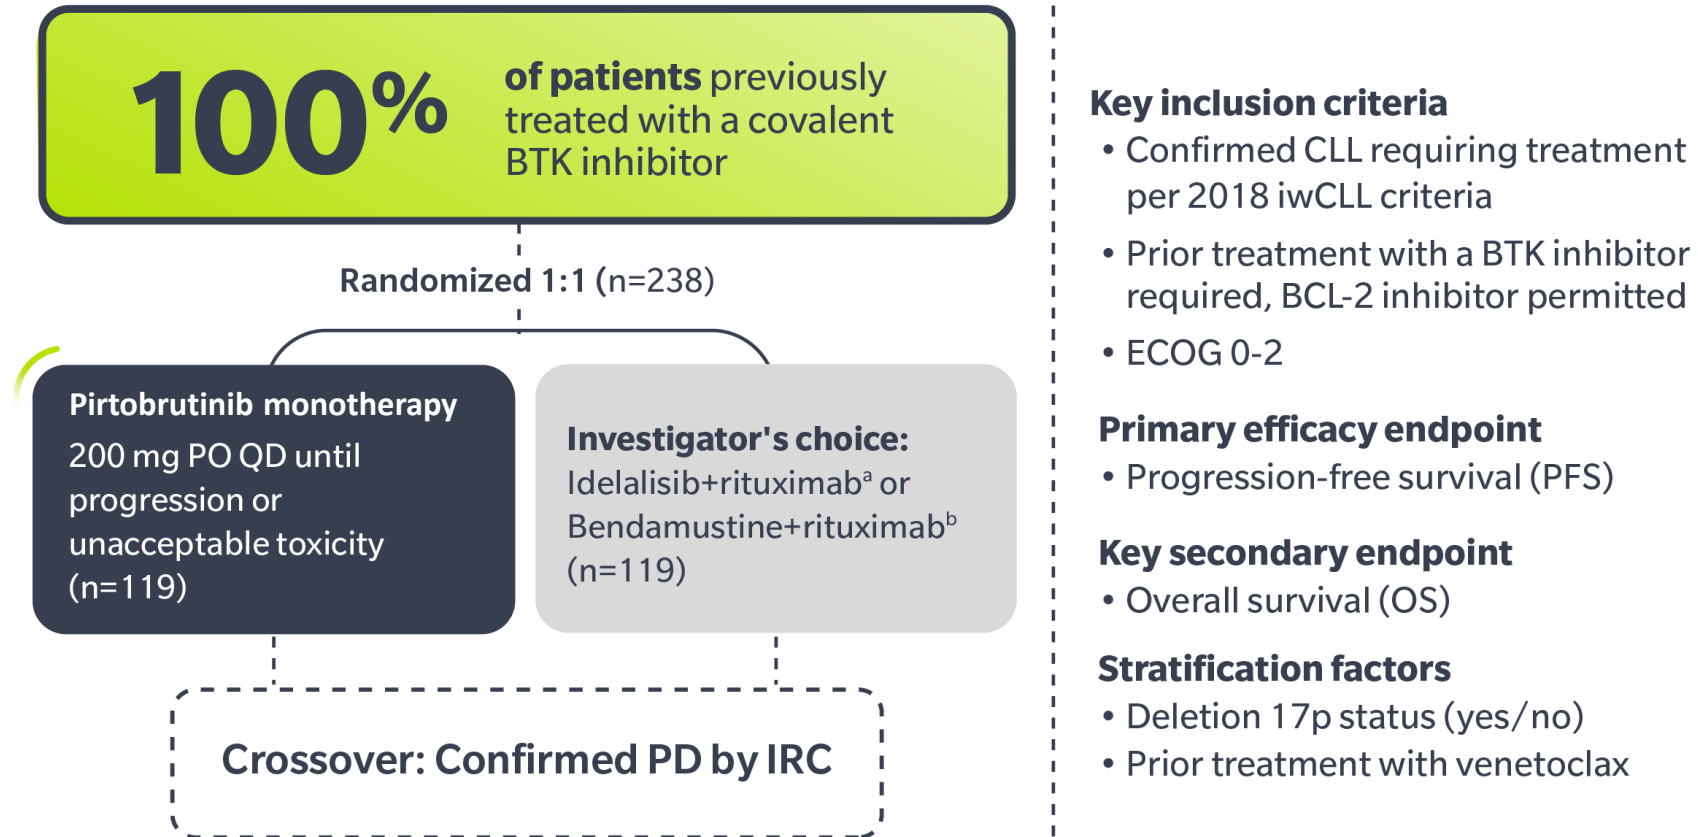 100%
of patients previously
treated with a covalent
BTK inhibitor
Randomized 1:1 (n=238)
Pirtobrutinib monotherapy
200 mg PO QD until
progression or
unacceptable toxicity
(n=119)
Investigator's choice:
Idelalisib+rituximabᵃ or
Bendamustine+rituximabᵇ
(n=119)
Crossover: Confirmed PD by IRC
Key inclusion criteria
• Confirmed CLL requiring treatment
per 2018 iwCLL criteria
• Prior treatment with a BTK inhibitor
required, BCL-2 inhibitor permitted
• ECOG 0-2
Primary efficacy endpoint
• Progression-free survival (PFS)
Key secondary endpoint
• Overall survival (OS)
Stratification factors
• Deletion 17p status (yes/no)
• Prior treatment with venetoclax